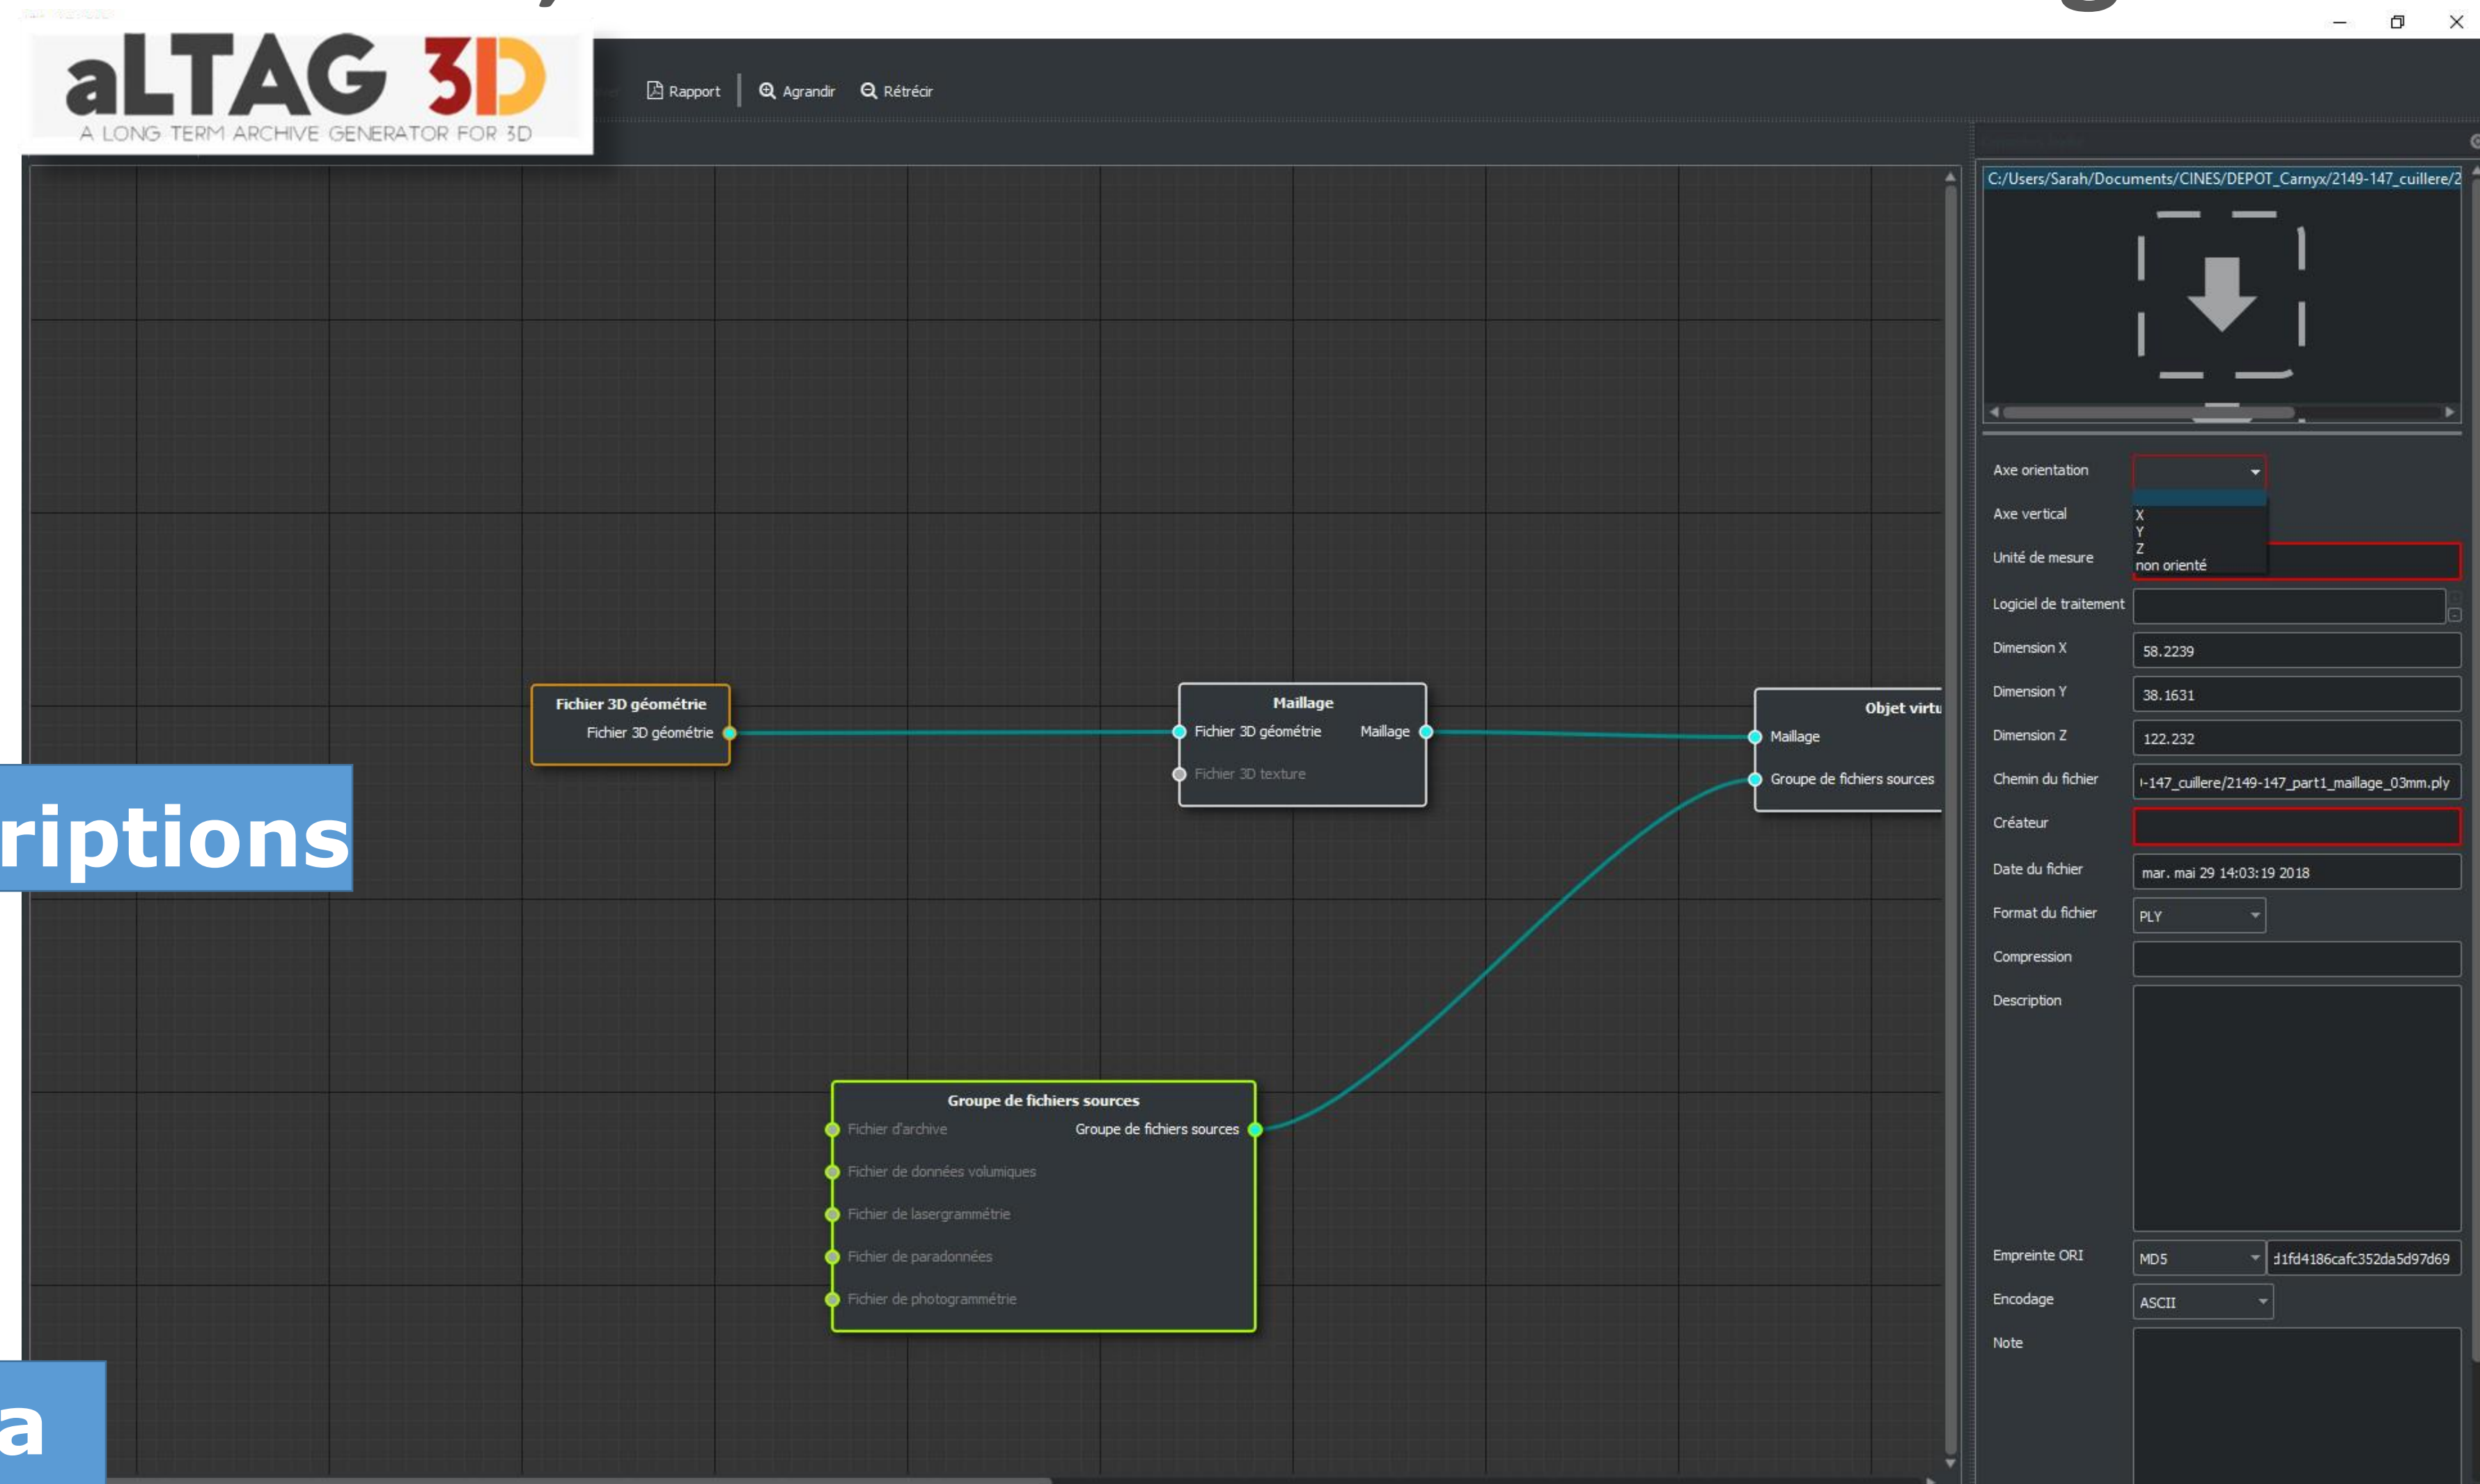 aLTAG 3D
A LONG TERM ARCHIVE GENERATOR FOR 3D
Rapport
Agrandir
Rétrécir
C:/Users/Sarah/Documents/CINES/DEPOT_Carnyx/2149-147_cuillere/2
Axe orientation
Axe vertical
X
Y
Z
non orienté
Unité de mesure
Logiciel de traitement
Dimension X
58.2239
Dimension Y
38.1631
Dimension Z
122.232
Chemin du fichier
-147_cuillere/2149-147_part1_maillage_03mm.ply
Créateur
Date du fichier
mar. mai 29 14:03:19 2018
Format du fichier
PLY
Compression
Description
Empreinte ORI
MD5
d1fd4186cafc352da5d97d69
Encodage
ASCII
Note
Fichier 3D géométrie
Fichier 3D géométrie
Maillage
Fichier 3D géométrie
Maillage
Fichier 3D texture
Objet virtu
Maillage
Groupe de fichiers sources
riptions
Groupe de fichiers sources
Fichier d'archive
Groupe de fichiers sources
Fichier de données volumiques
Fichier de lasergrammétrie
Fichier de paradonnées
Fichier de photogrammétrie
a